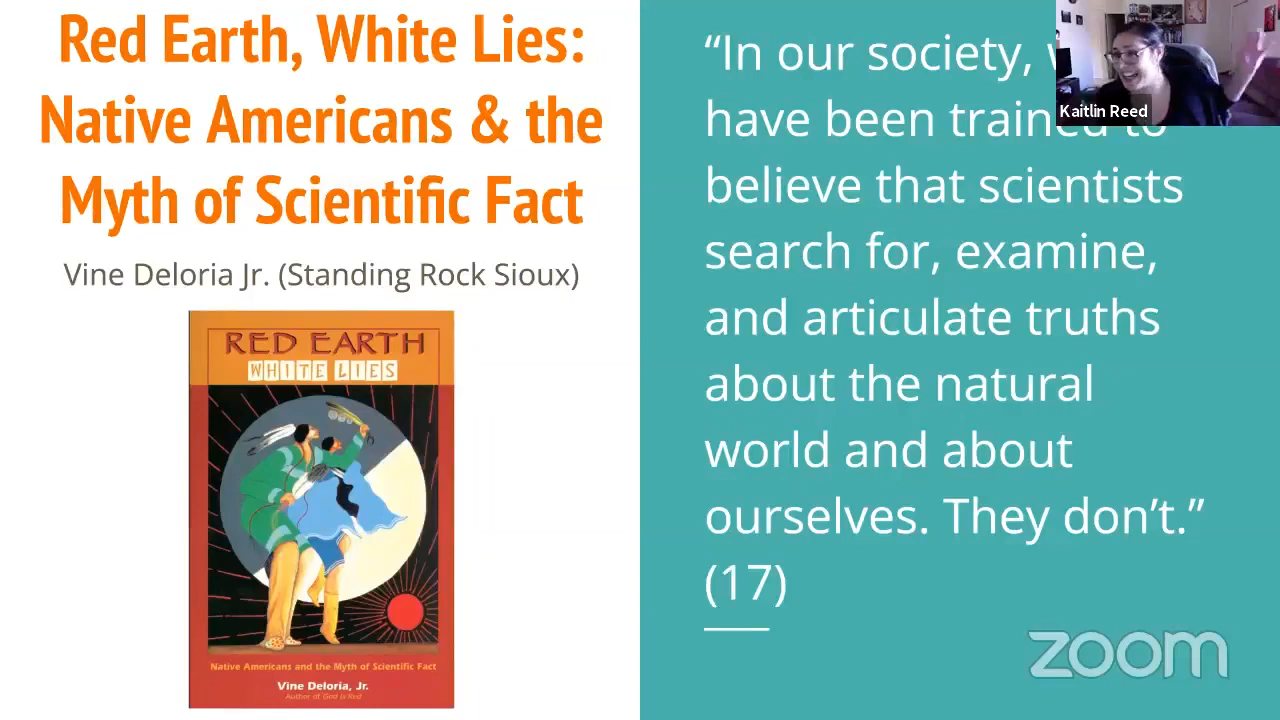 Red Earth, White Lies:
Native Americans & the
Myth of Scientific Fact
Vine Deloria Jr. (Standing Rock Sioux)
RED EARTH
WHITE LIES
Native Americans and the Myth of Scientific Fact
Vine Deloria, Jr.
Author of God Is Red
“In our society,
have been trained to
believe that scientists
search for, examine,
and articulate truths
about the natural
world and about
ourselves. They don’t.”
(17)
Kaitlin Reed
zoom